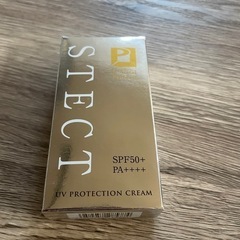 P
STECT
SPF50+
PA++++
UV PROTECTION CREAM